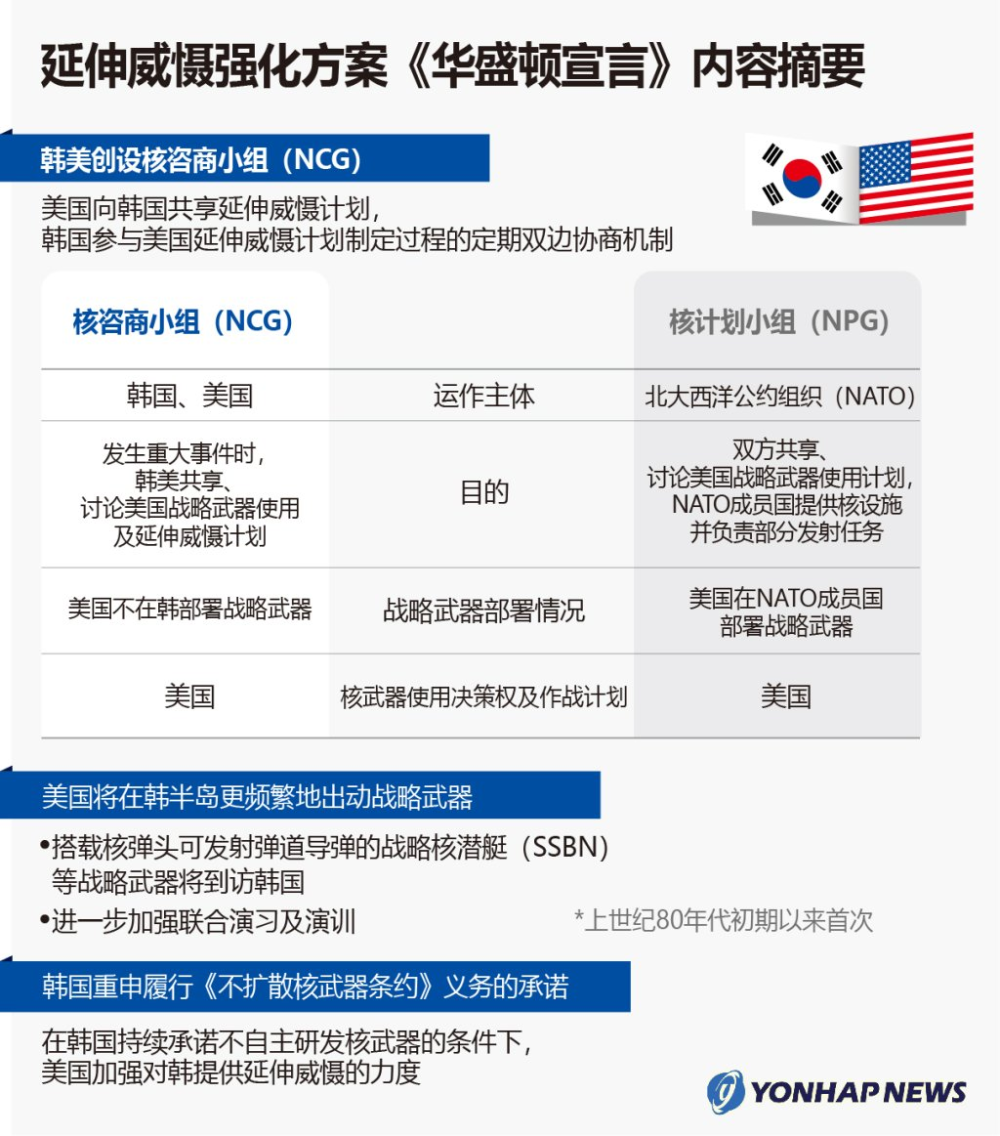 延伸威慑强化方案《华盛顿宣言》内容摘要
韩美创设核咨商小组（NCG）
美国向韩国共享延伸威慑计划，
韩国参与美国延伸威慑计划制定过程的定期双边协商机制
核咨商小组（NCG）
核计划小组（NPG）
韩国、美国
运作主体
北大西洋公约组织（NATO）
发生重大事件时，
韩美共享、
讨论美国战略武器使用
及延伸威慑计划
目的
双方共享、
讨论美国战略武器使用计划，
NATO成员国提供核设施
并负责部分发射任务
美国不在韩部署战略武器
战略武器部署情况
美国在NATO成员国
部署战略武器
美国
核武器使用决策权及作战计划
美国
美国将在韩半岛更频繁地出动战略武器
•搭载核弹头可发射弹道导弹的战略核潜艇（SSBN）
等战略武器将到访韩国
•进一步加强联合演习及演训
*上世纪80年代初期以来首次
韩国重申履行《不扩散核武器条约》义务的承诺
在韩国持续承诺不自主研发核武器的条件下，
美国加强对韩提供延伸威慑的力度
YONHAP NEWS